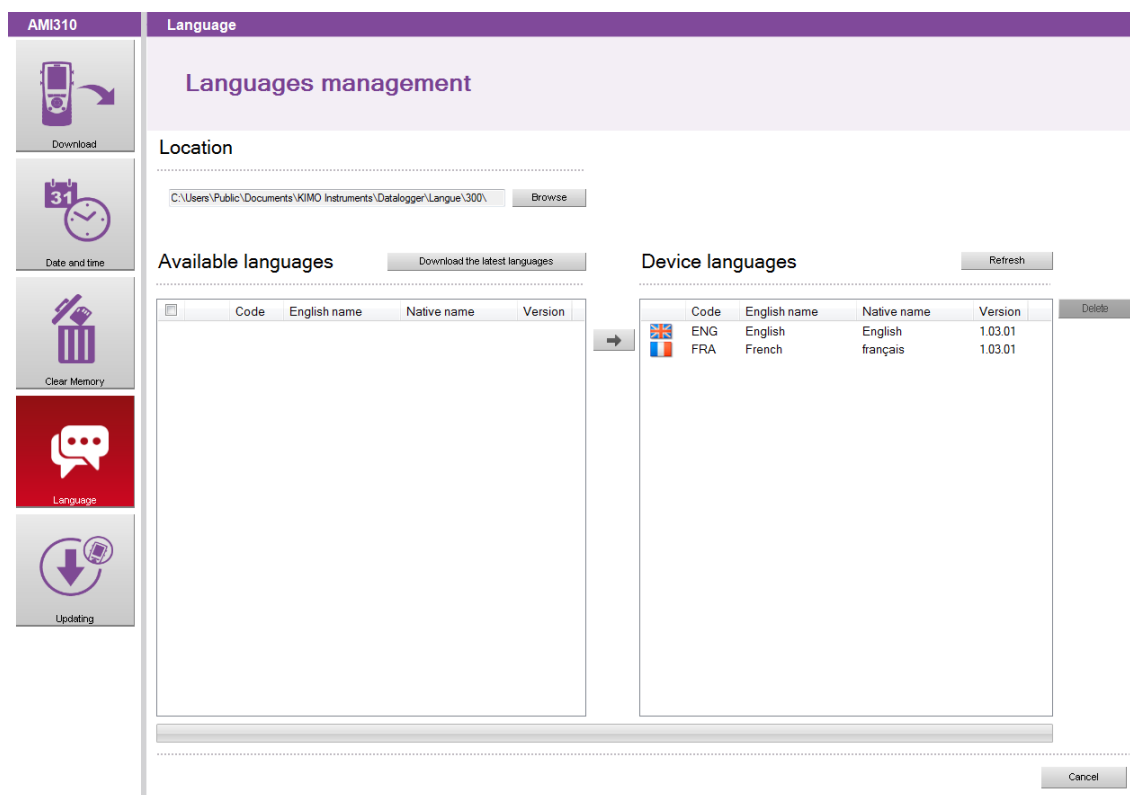 AMI310
Language
Download
31
Date and time
Clear Memory
Language
Updating
Languages management
Location
C:\Users\Public\Documents\KIMO Instruments\Datalogger\Langue\300\ Browse
Available languages Download the latest languages
Code English name Native name Version
Device languages Refresh
Code English name Native name Version Delete
ENG English English 1.03.01
FRA French français 1.03.01
Cancel